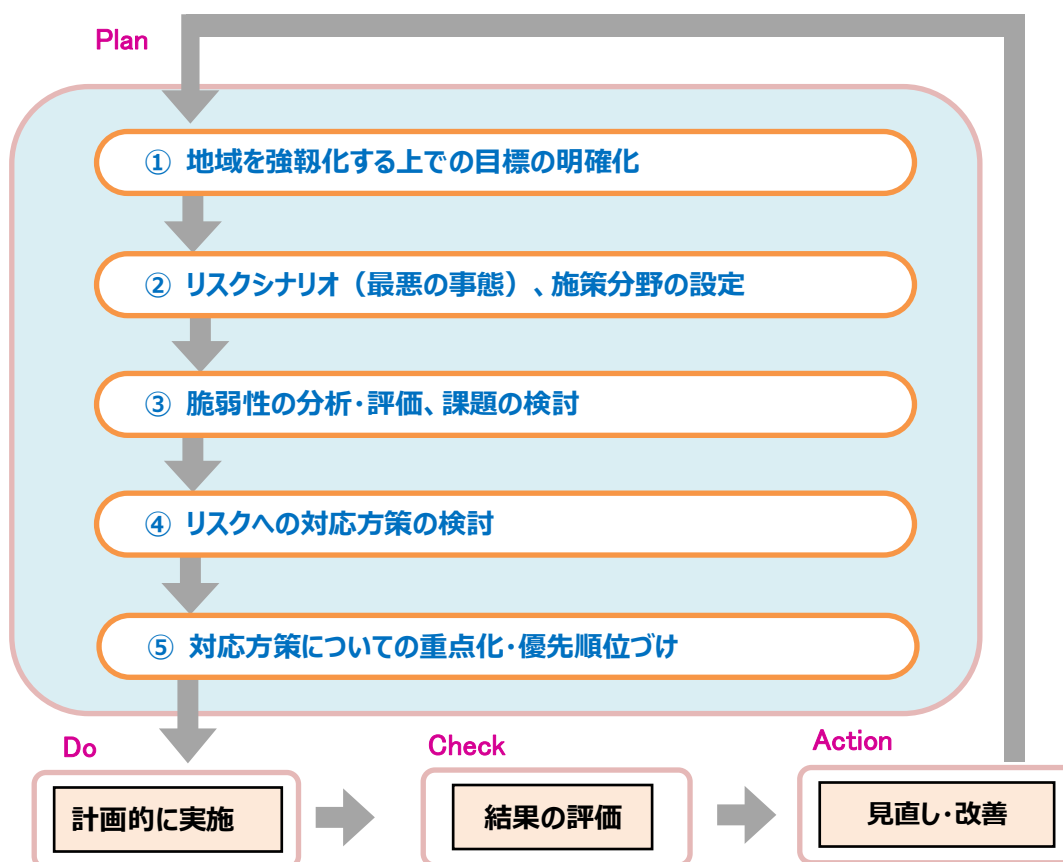 Plan
① 地域を強靱化する上での目標の明確化
② リスクシナリオ（最悪の事態）、施策分野の設定
③ 脆弱性の分析・評価、課題の検討
④ リスクへの対応方策の検討
⑤ 対応方策についての重点化・優先順位づけ
Do
Check
Action
計画的に実施
結果の評価
見直し・改善